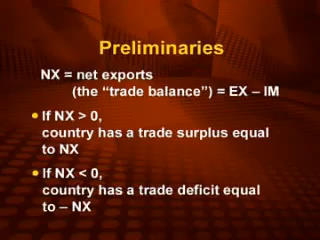 Preliminaries
NX = net exports
(the “trade balance”) = EX – IM
• If NX > 0,
country has a trade surplus equal
to NX
• If NX < 0,
country has a trade deficit equal
to – NX